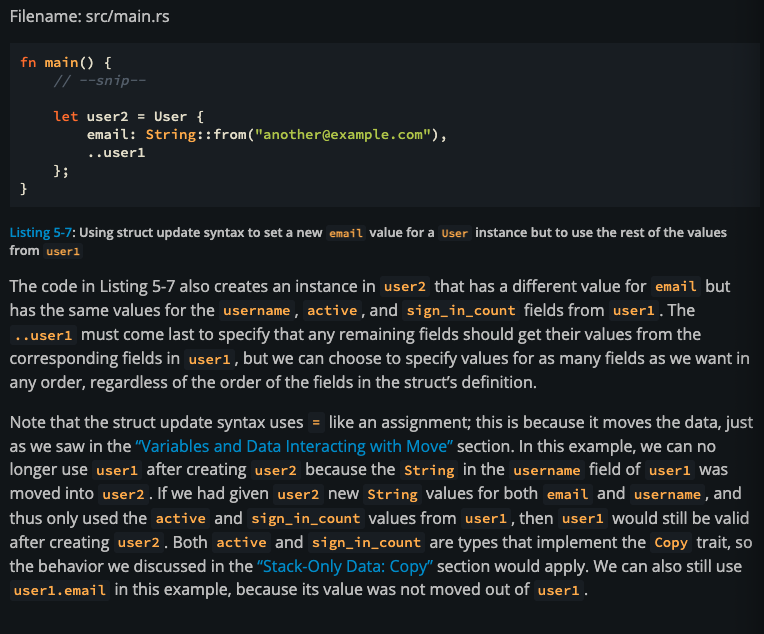 Filename: src/main.rs
fn main() {
    // --snip--

    let user2 = User {
        email: String::from("another@example.com"),
        ..user1
    };
}
Listing 5-7: Using struct update syntax to set a new email value for a User instance but to use the rest of the values
from user1
The code in Listing 5-7 also creates an instance in user2 that has a different value for email but
has the same values for the username, active, and sign_in_count fields from user1. The
..user1 must come last to specify that any remaining fields should get their values from the
corresponding fields in user1, but we can choose to specify values for as many fields as we want in
any order, regardless of the order of the fields in the struct’s definition.
Note that the struct update syntax uses = like an assignment; this is because it moves the data, just
as we saw in the “Variables and Data Interacting with Move” section. In this example, we can no
longer use user1 after creating user2 because the String in the username field of user1 was
moved into user2. If we had given user2 new String values for both email and username, and
thus only used the active and sign_in_count values from user1, then user1 would still be valid
after creating user2. Both active and sign_in_count are types that implement the Copy trait, so
the behavior we discussed in the “Stack-Only Data: Copy” section would apply. We can also still use
user1.email in this example, because its value was not moved out of user1.